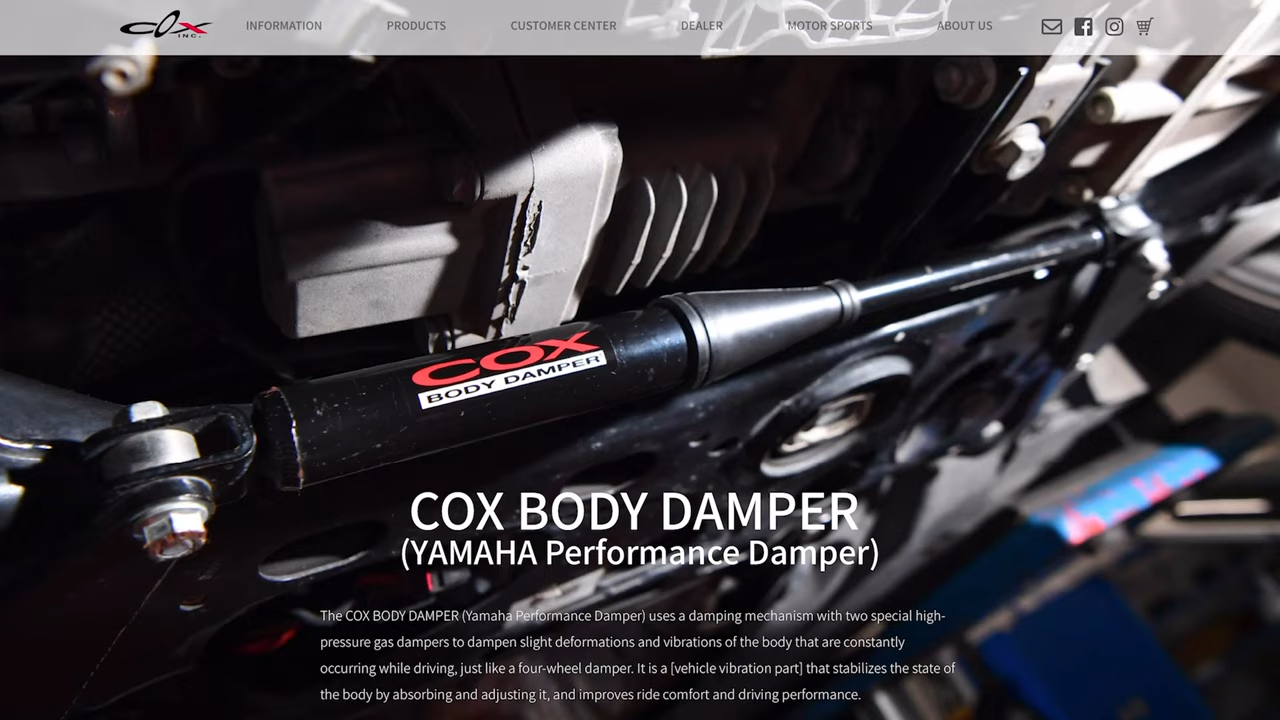 COX
INC.
INFORMATION
PRODUCTS
CUSTOMER CENTER
DEALER
MOTOR SPORTS
ABOUT US
COX
BODY DAMPER
COX BODY DAMPER
(YAMAHA Performance Damper)
The COX BODY DAMPER (Yamaha Performance Damper) uses a damping mechanism with two special high-
pressure gas dampers to dampen slight deformations and vibrations of the body that are constantly
occurring while driving, just like a four-wheel damper. It is a [vehicle vibration part] that stabilizes the state of
the body by absorbing and adjusting it, and improves ride comfort and driving performance.